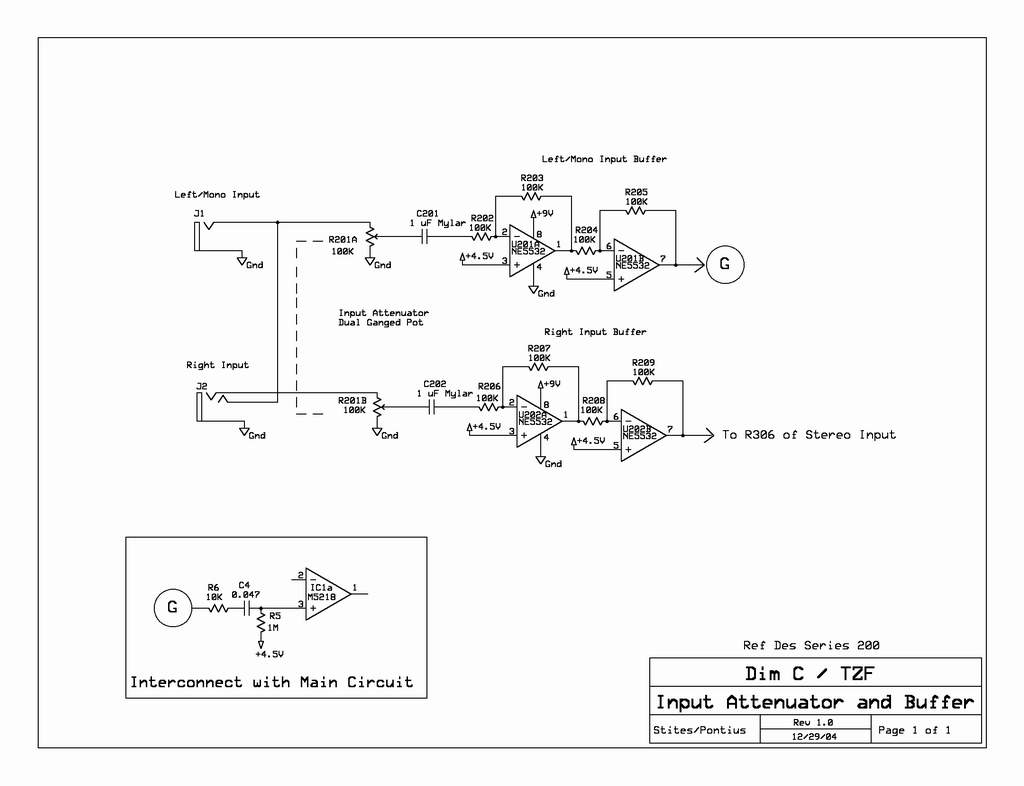 Left/Mono Input Buffer
R203
100K
Left/Mono Input
J1
Gnd
R201A
100K
Gnd
C201
1 uF Mylar
R202
100K
+9V
2
8
U201A
NE5532
1
3
+4.5V
4
Gnd
R204
100K
R205
100K
6
U201B
NE5532
7
5
+4.5V
G
Input Attenuator
Dual Ganged Pot
Right Input Buffer
R207
100K
Right Input
J2
Gnd
R201B
100K
Gnd
C202
1 uF Mylar
R206
100K
+9V
2
8
U202A
NE5532
1
3
+4.5V
4
Gnd
R208
100K
R209
100K
6
U202B
NE5532
7
5
+4.5V
To R306 of Stereo Input
G
R6
10K
C4
0.047
R5
1M
+4.5V
2
3
IC1a
M5218
1
Interconnect with Main Circuit
Ref Des Series 200
Dim C / TZF
Input Attenuator and Buffer
Stites/Pontius
Rev 1.0
12/29/04
Page 1 of 1